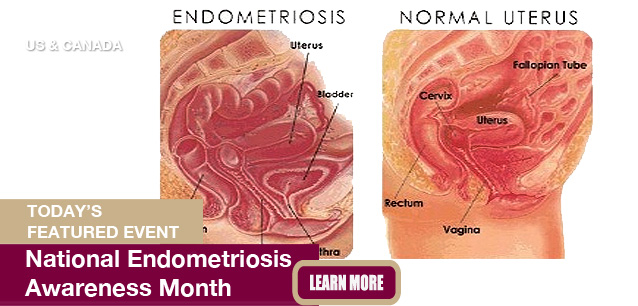 ENDOMETRIOSIS
NORMAL UTERUS
US & CANADA
Uterus
Bladder
Fallopian Tube
Cervix
Uterus
Rectum
Vagina
thra
TODAY'S
FEATURED EVENT
National Endometriosis
Awareness Month
LEARN MORE